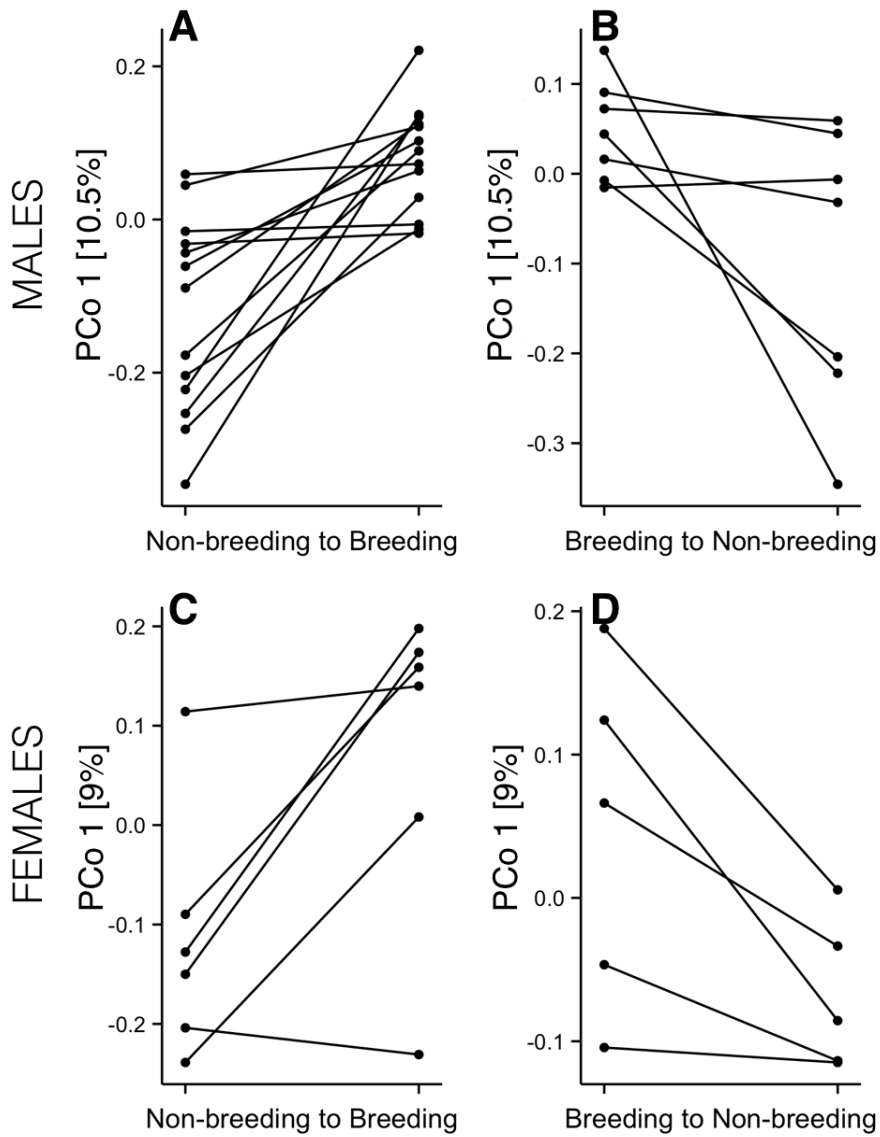 A
B
MALES
PCo 1 [10.5%]
0.2
0.0
-0.2
Non-breeding to Breeding
PCo 1 [10.5%]
0.1
0.0
-0.1
-0.2
-0.3
Breeding to Non-breeding
C
D
FEMALES
PCo 1 [9%]
0.2
0.1
0.0
-0.1
-0.2
Non-breeding to Breeding
PCo 1 [9%]
0.2
0.1
0.0
-0.1
Breeding to Non-breeding